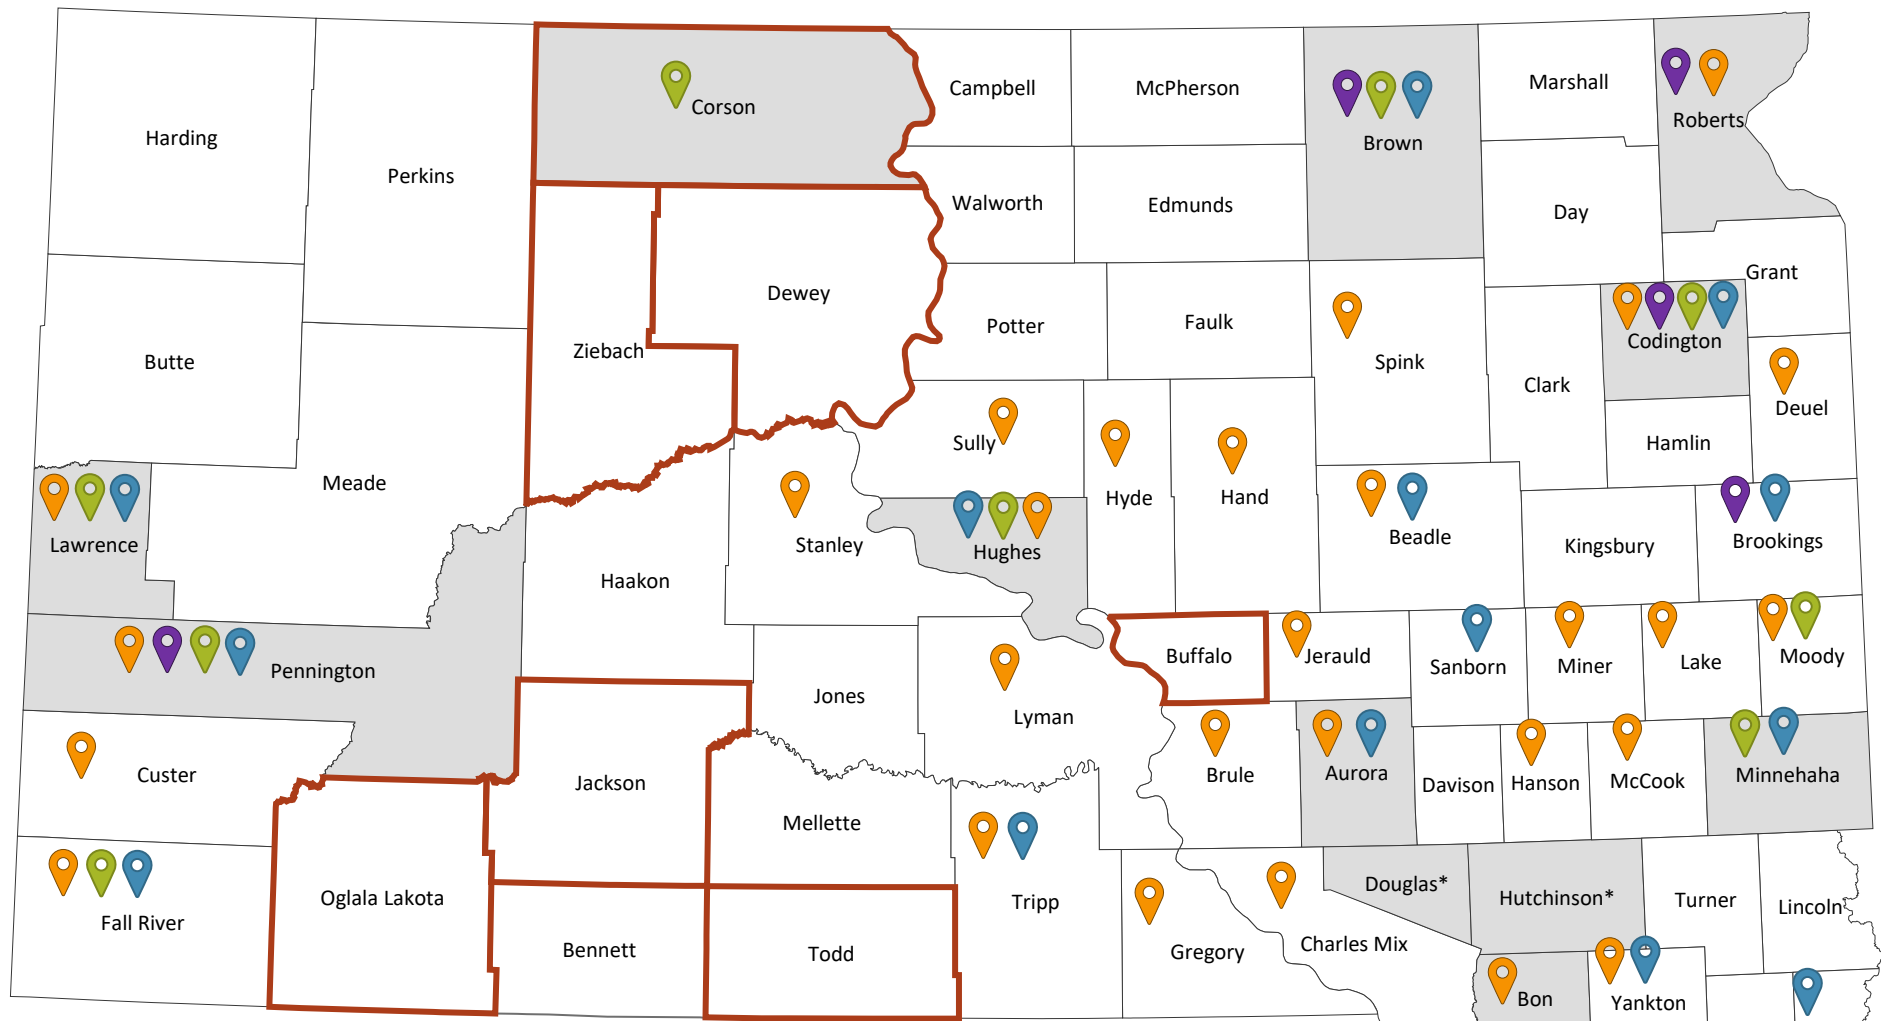 Campbell
McPherson
Marshall
Corson
Roberts
Harding
Brown
Perkins
Walworth
Edmunds
Day
Grant
Dewey
Potter
Faulk
Codington
Ziebach
Butte
Spink
Clark
Deuel
Sully
Hamlin
Meade
Hyde
Hand
Beadle
Brookings
Lawrence
Stanley
Hughes
Kingsbury
Haakon
Buffalo
Jerauld
Sanborn
Miner
Lake
Moody
Pennington
Jones
Lyman
Custer
Jackson
Brule
Aurora
Davison
Hanson
McCook
Minnehaha
Mellette
Oglala Lakota
Tripp
Douglas*
Hutchinson*
Turner
Lincoln
Fall River
Bennett
Todd
Gregory
Charles Mix
Bon
Yankton